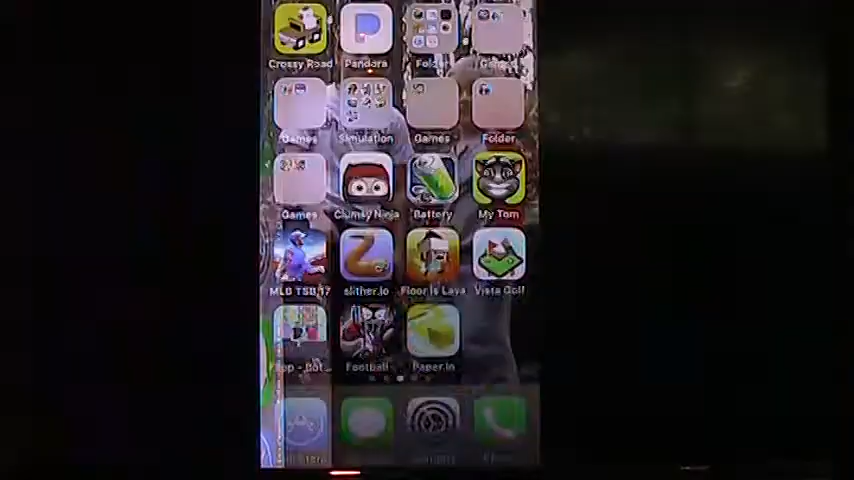 Crossy Road Pandora Folder Games
Games Simulation Games Folder
Games Clumsy Ninja Battery My Tom
MLB TSB 17 slither.io Floor Is Lava Vista Golf
Football Paper.io